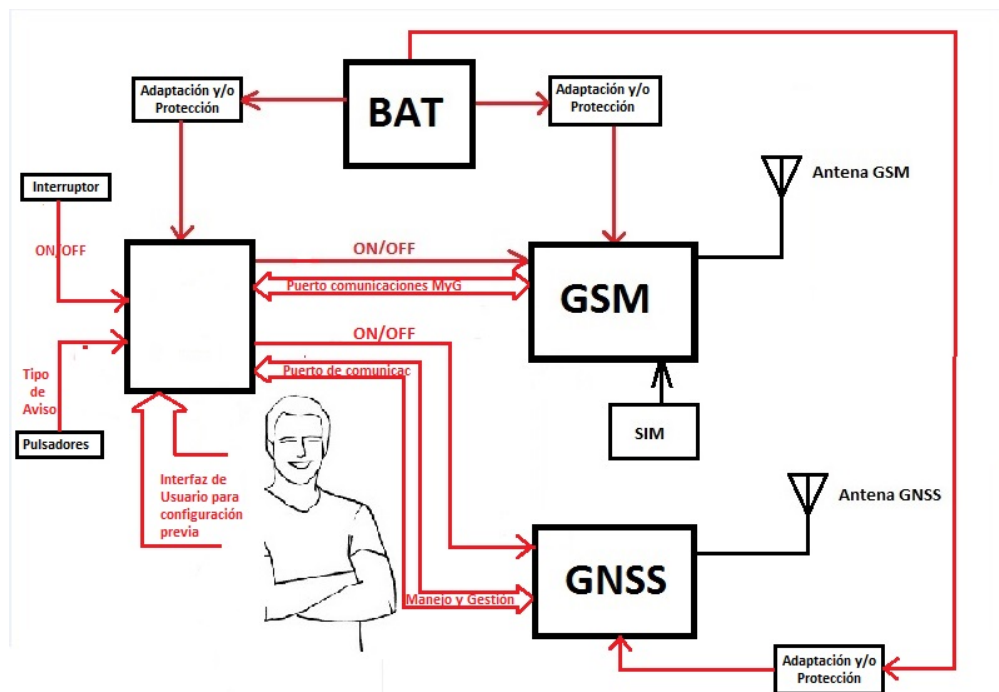 BAT
Adaptación y/o
Protección
Adaptación y/o
Protección
Antena GSM
Interruptor
ON/OFF
ON/OFF
Puerto comunicaciones MyG
GSM
ON/OFF
Puerto de comunicac
Tipo
de
Aviso
Pulsadores
SIM
Interfaz de
Usuario para
configuración
previa
Antena GNSS
GNSS
Manejo y Gestión
Adaptación y/o
Protección